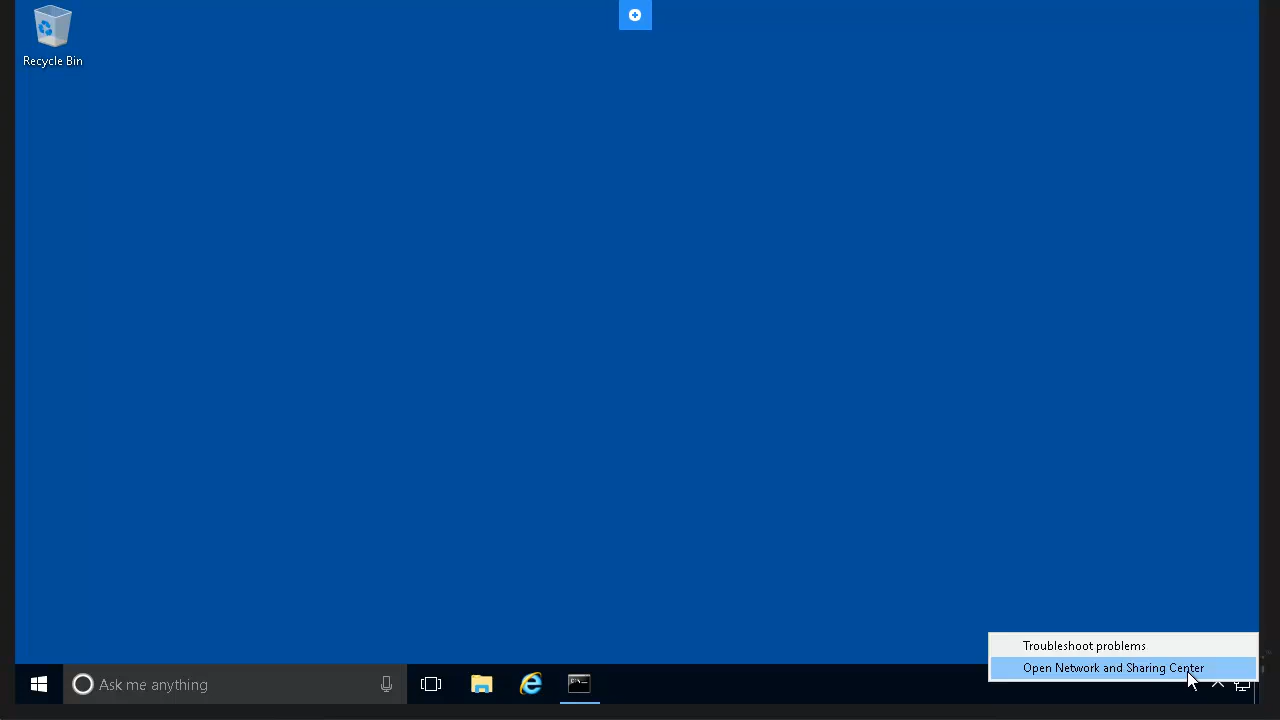 Recycle Bin
Troubleshoot problems
Open Network and Sharing Center
Ask me anything